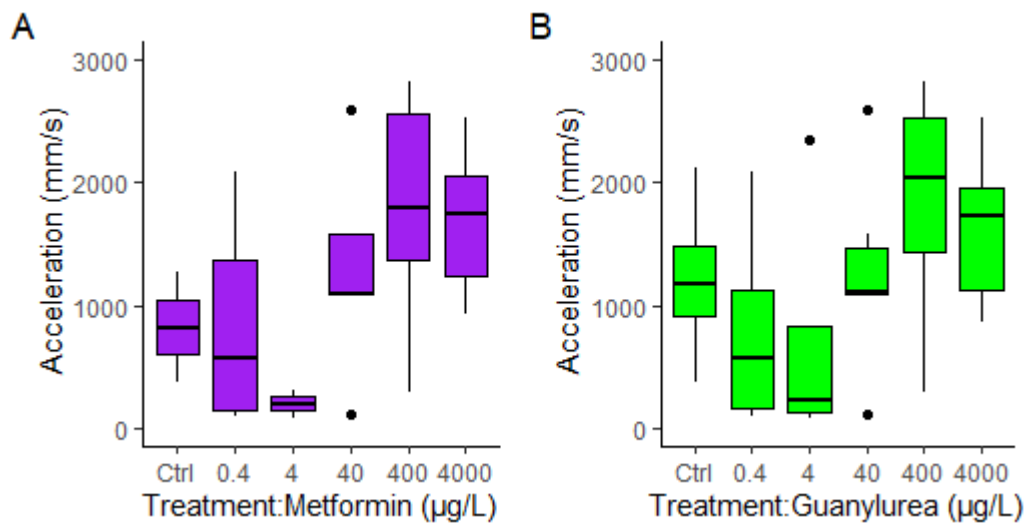 A
Acceleration (mm/s)
3000
2000
1000
0
Ctrl 0.4 4 40 400 4000
Treatment:Metformin (µg/L)
B
Acceleration (mm/s)
3000
2000
1000
0
Ctrl 0.4 4 40 400 4000
Treatment:Guanylurea (µg/L)